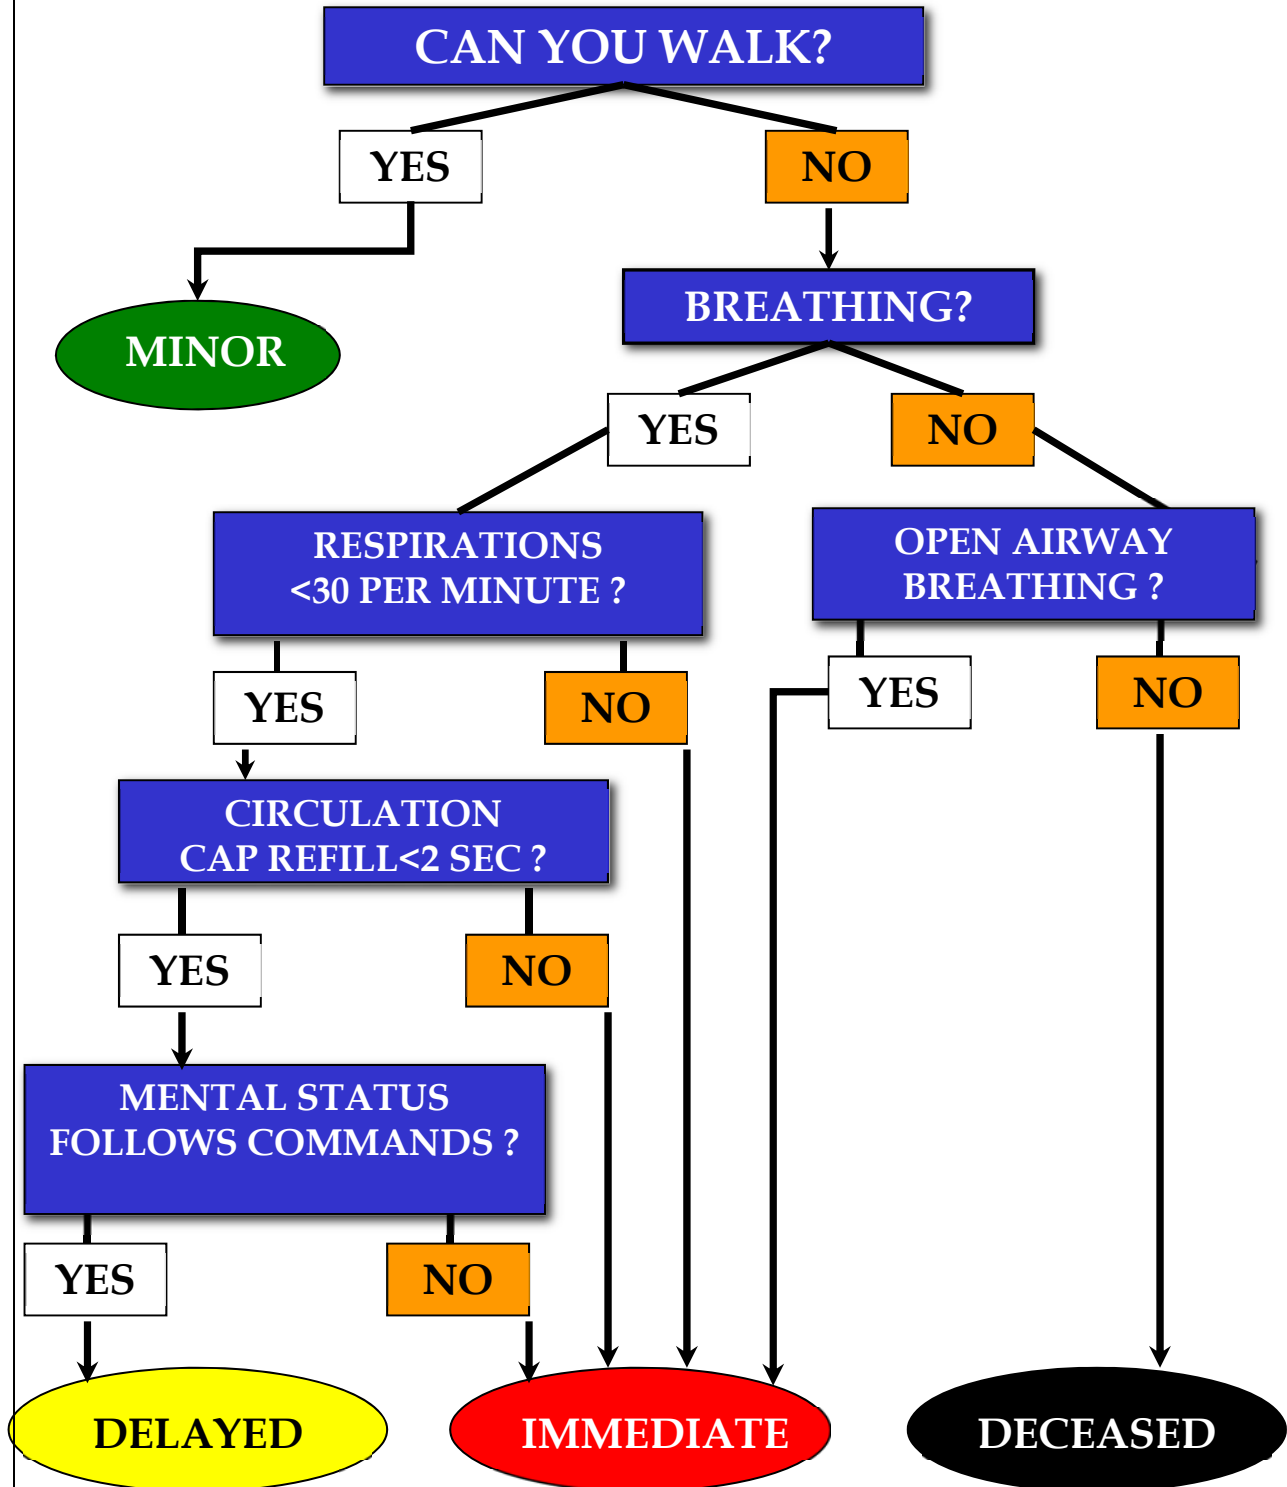 CAN YOU WALK?
YES
NO
BREATHING?
MINOR
YES
NO
RESPIRATIONS
<30 PER MINUTE ?
OPEN AIRWAY
BREATHING ?
YES
NO
YES
NO
CIRCULATION
CAP REFILL<2 SEC ?
YES
NO
MENTAL STATUS
FOLLOWS COMMANDS ?
YES
NO
DELAYED
IMMEDIATE
DECEASED